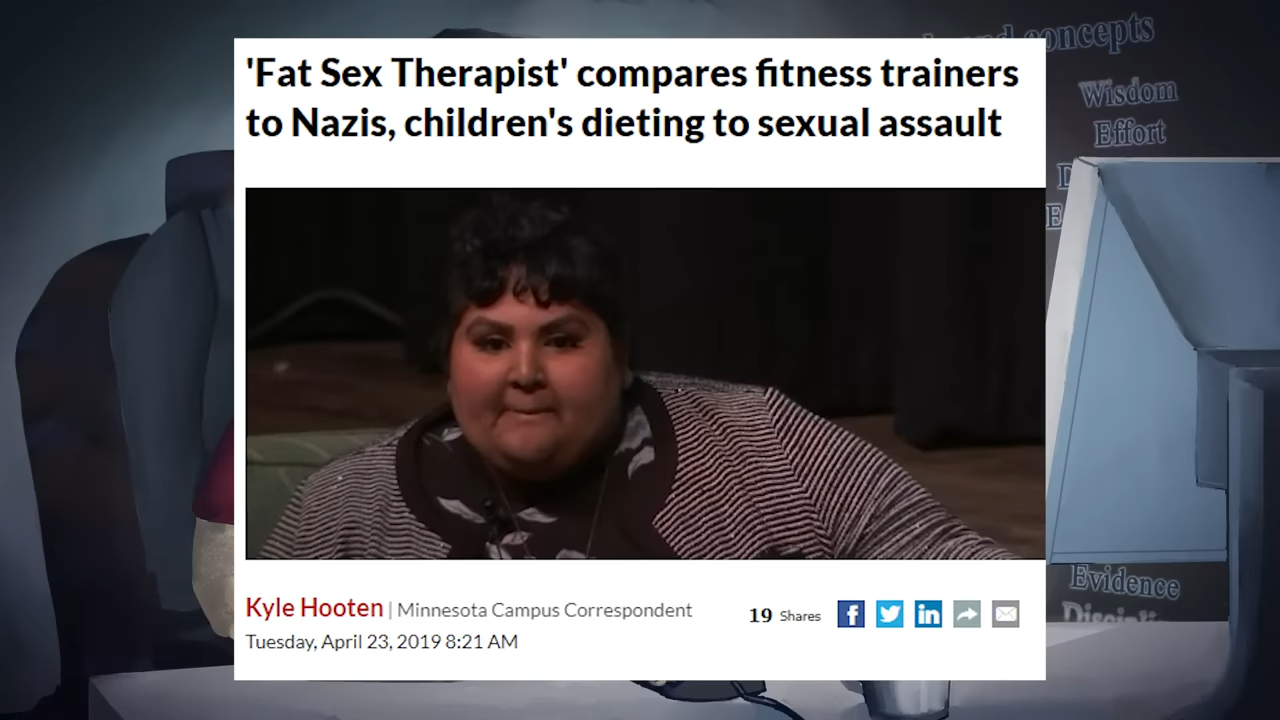 'Fat Sex Therapist' compares fitness trainers
to Nazis, children's dieting to sexual assault
Kyle Hooten | Minnesota Campus Correspondent
19 Shares
Tuesday, April 23, 2019 8:21 AM
concepts
Wisdom
Effort
Evidence